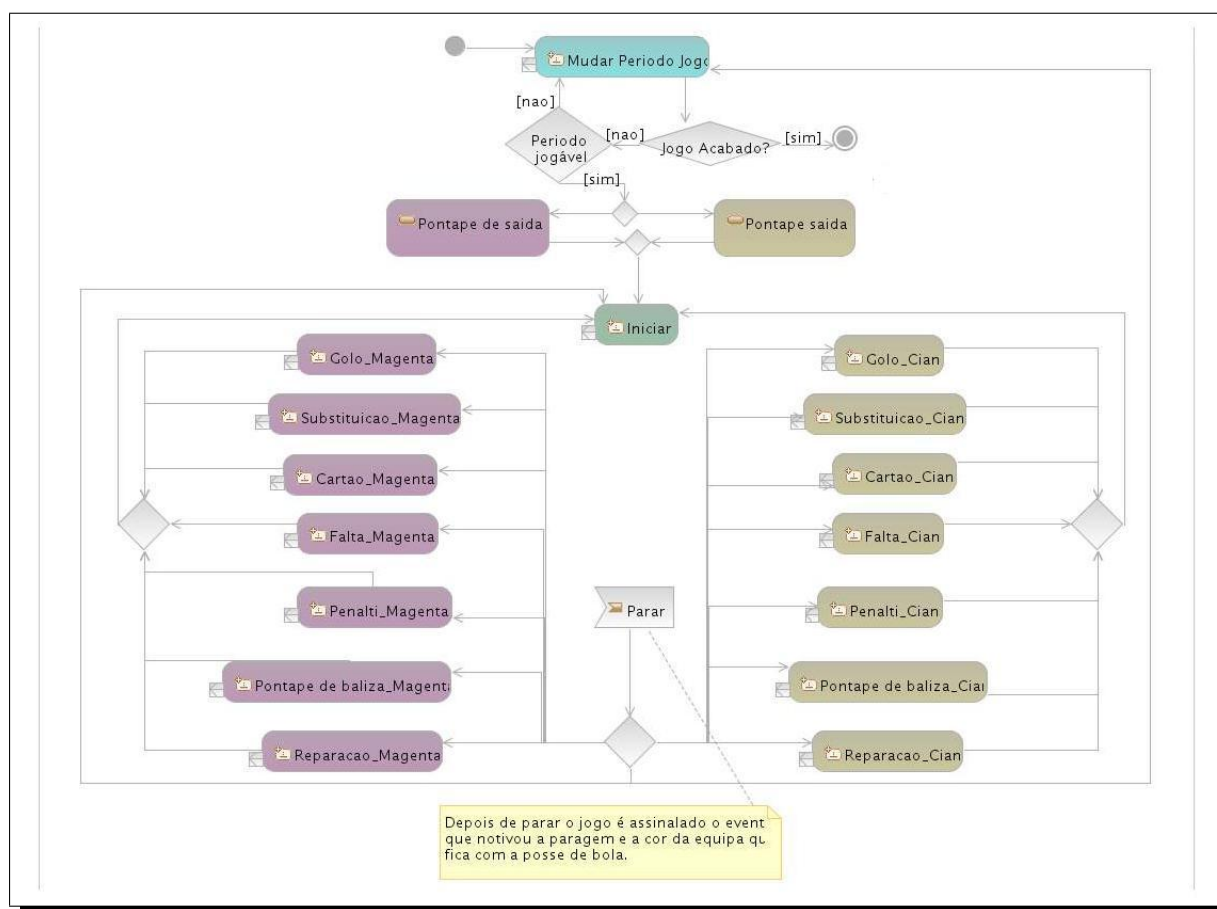 Mudar Periodo Jogo
[nao]
Periodo
jogável
[nao]
Jogo Acabado?
[sim]
[sim]
Pontape de saida
Pontape saida
Iniciar
Golo_Magenta
Golo_Cian
Substituicao_Magenta
Substituicao_Cian
Cartão_Magenta
Cartao_Cian
Falta_Magenta
Falta_Cian
Penalti_Magenta
Parar
Penalti_Cian
Pontape de baliza_Magenta
Pontape de baliza_Cian
Reparacao_Magenta
Reparacao_Cian
Depois de parar o jogo é assinalado o event
que notivou a paragem e a cor da equipa qu
fica com a posse de bola.